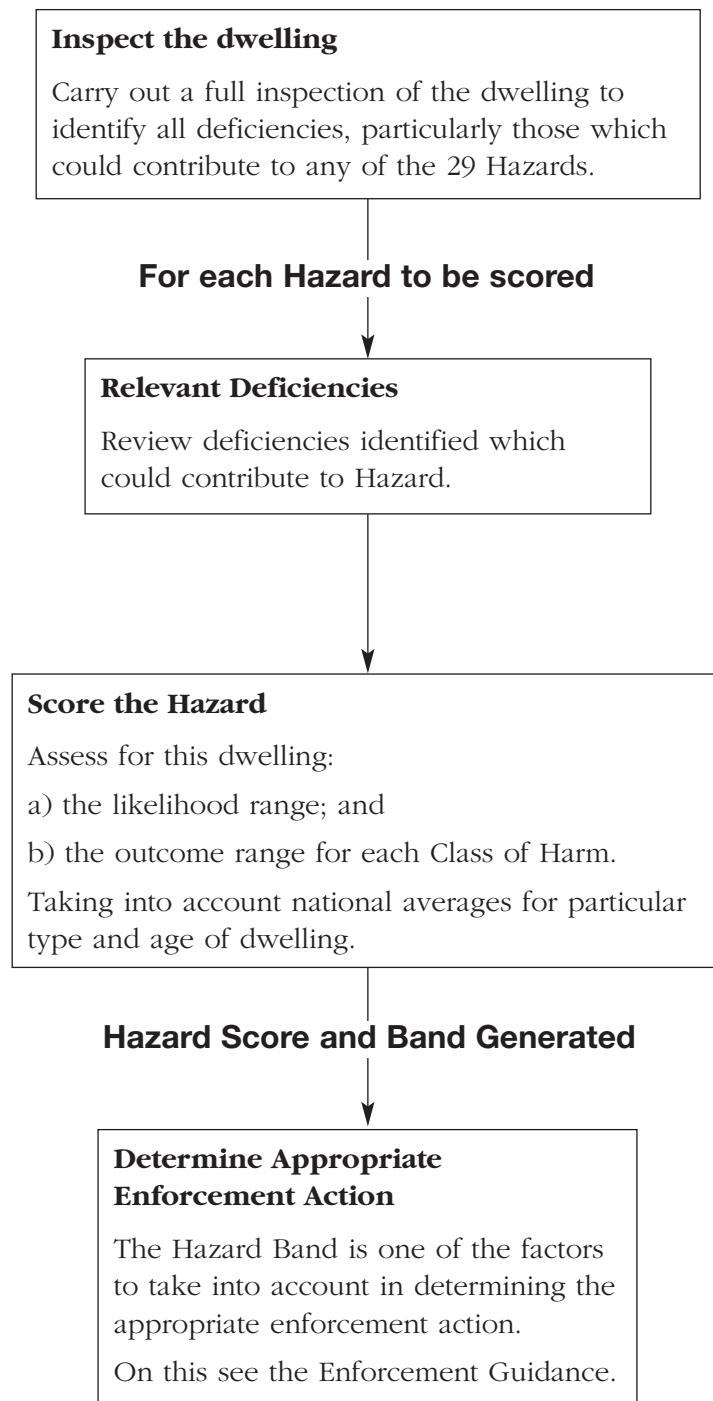 Inspect the dwelling
Carry out a full inspection of the dwelling to
identify all deficiencies, particularly those which
could contribute to any of the 29 Hazards.
For each Hazard to be scored
Relevant Deficiencies
Review deficiencies identified which
could contribute to Hazard.
Score the Hazard
Assess for this dwelling:
a) the likelihood range; and
b) the outcome range for each Class of Harm.
Taking into account national averages for particular
type and age of dwelling.
Hazard Score and Band Generated
Determine Appropriate
Enforcement Action
The Hazard Band is one of the factors
to take into account in determining the
appropriate enforcement action.
On this see the Enforcement Guidance.